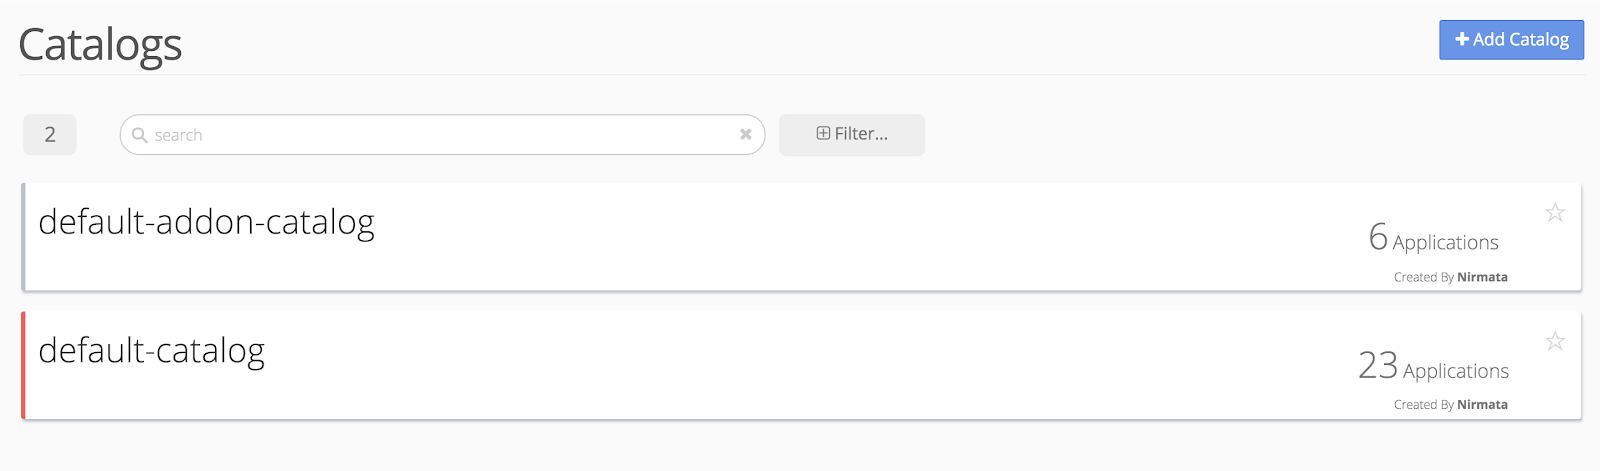 Catalogs
Add Catalog
2
search
Filter...
default-addon-catalog
6 Applications
Created By Nirmata
default-catalog
23 Applications
Created By Nirmata